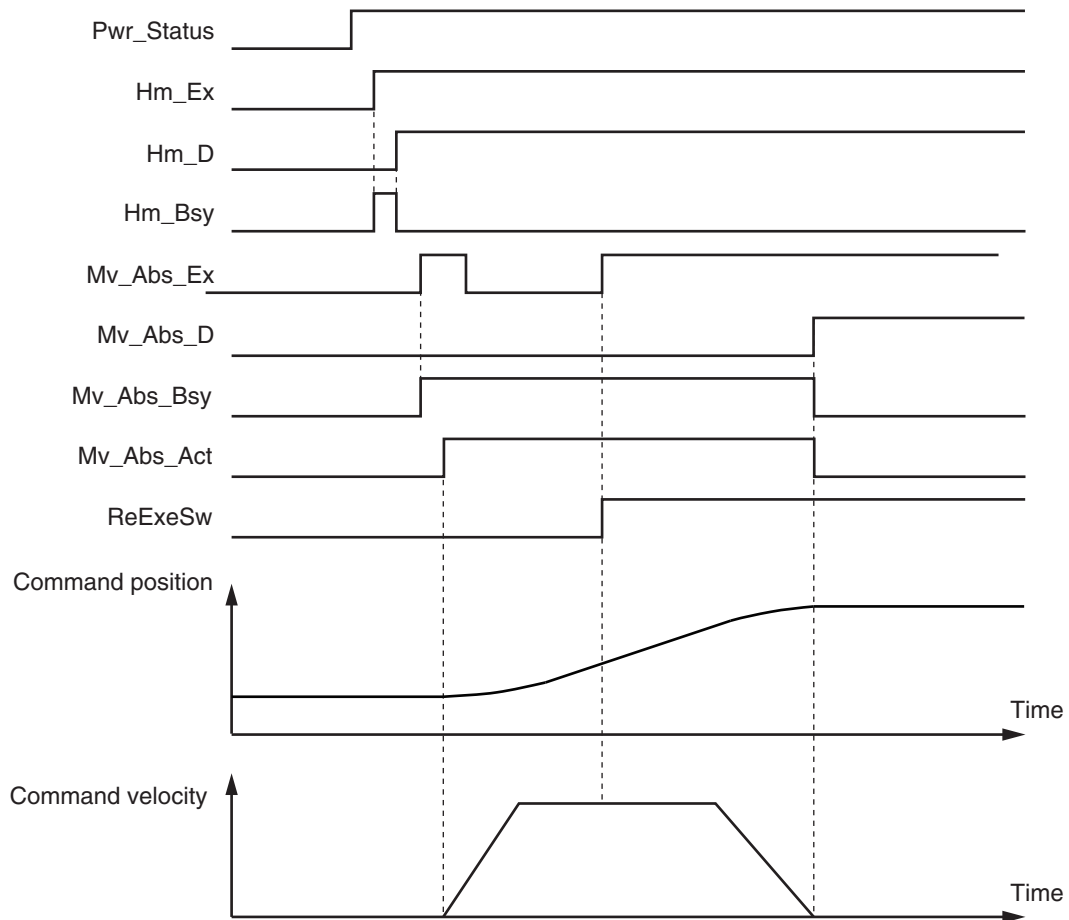 Pwr_Status
Hm_Ex
Hm_D
Hm_Bsy
Mv_Abs_Ex
Mv_Abs_D
Mv_Abs_Bsy
Mv_Abs_Act
ReExeSw
Command position
Time
Command velocity
Time